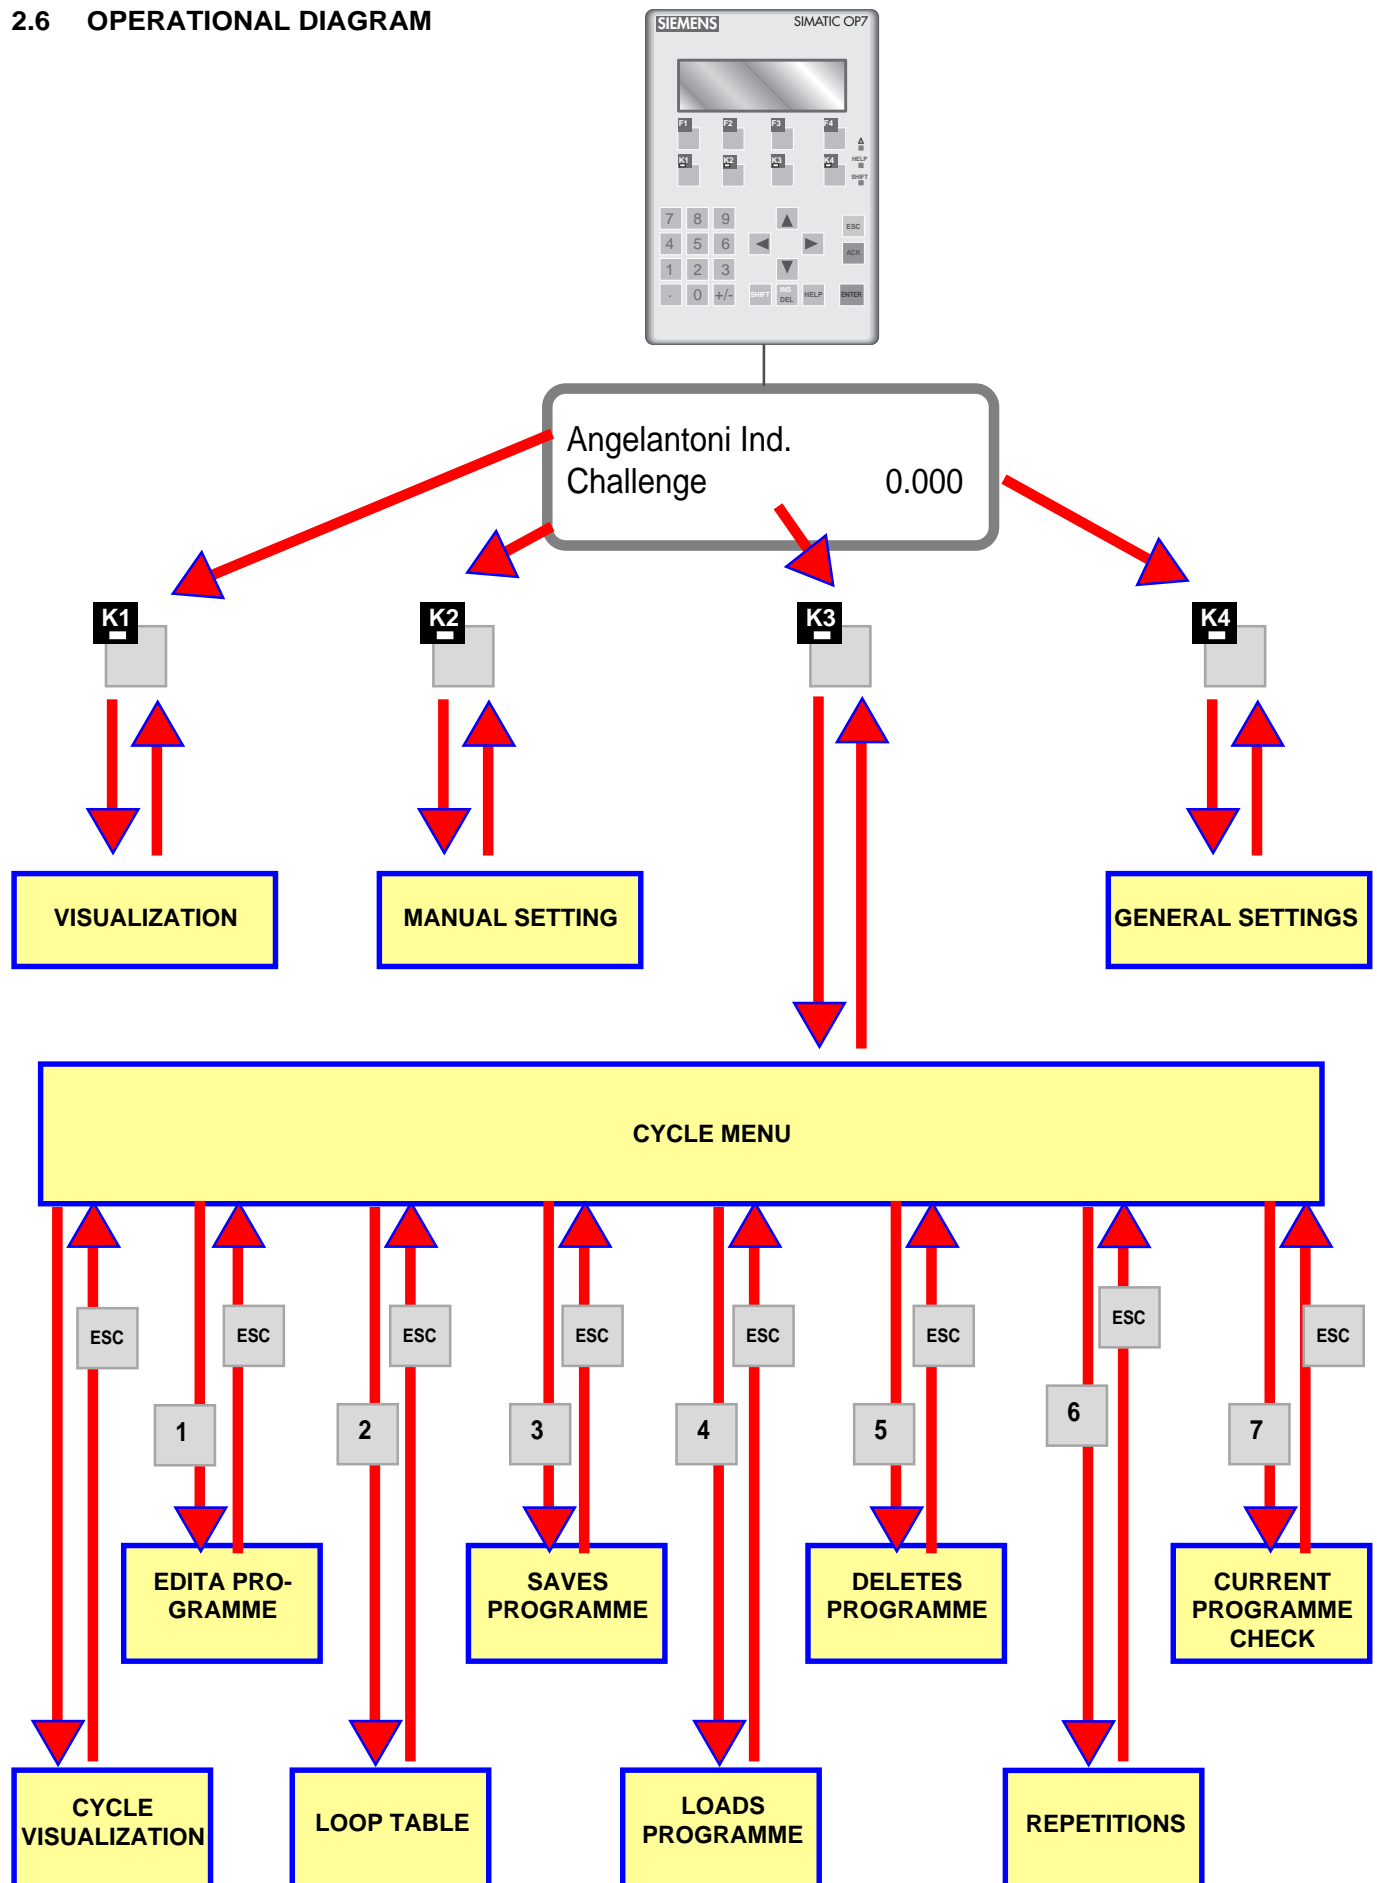 2.6 OPERATIONAL DIAGRAM
SIEMENS SIMATIC OP7
F1 F2 F3 F4
K1 K2 K3 K4
HELP
SHIFT
7 8 9
ESC
4 5 6
ACK
1 2 3
. 0 +/- SHIFT INS DEL HELP ENTER
Angelantoni Ind.
Challenge 0.000
K1 K2 K3 K4
VISUALIZATION
MANUAL SETTING
GENERAL SETTINGS
CYCLE MENU
ESC ESC ESC ESC ESC ESC ESC ESC
1 2 3 4 5 6 7
EDITA PRO-
GRAMME
SAVES
PROGRAMME
DELETES
PROGRAMME
CURRENT
PROGRAMME
CHECK
CYCLE
VISUALIZATION
LOOP TABLE
LOADS
PROGRAMME
REPETITIONS